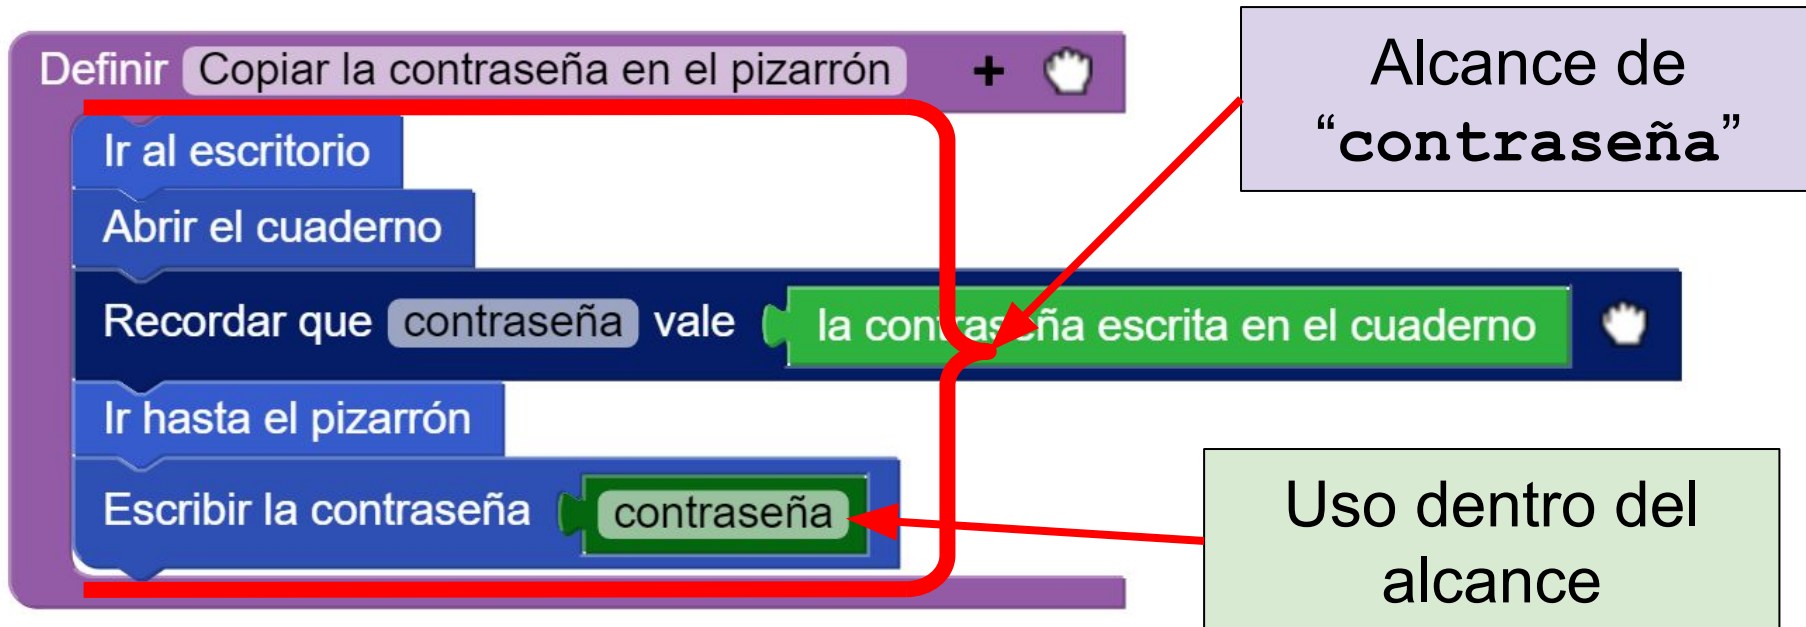 Definir Copiar la contraseña en el pizarrón +
Ir al escritorio
Abrir el cuaderno
Recordar que contraseña vale la contraseña escrita en el cuaderno
Ir hasta el pizarrón
Escribir la contraseña contraseña
Alcance de
“contraseña”
Uso dentro del
alcance